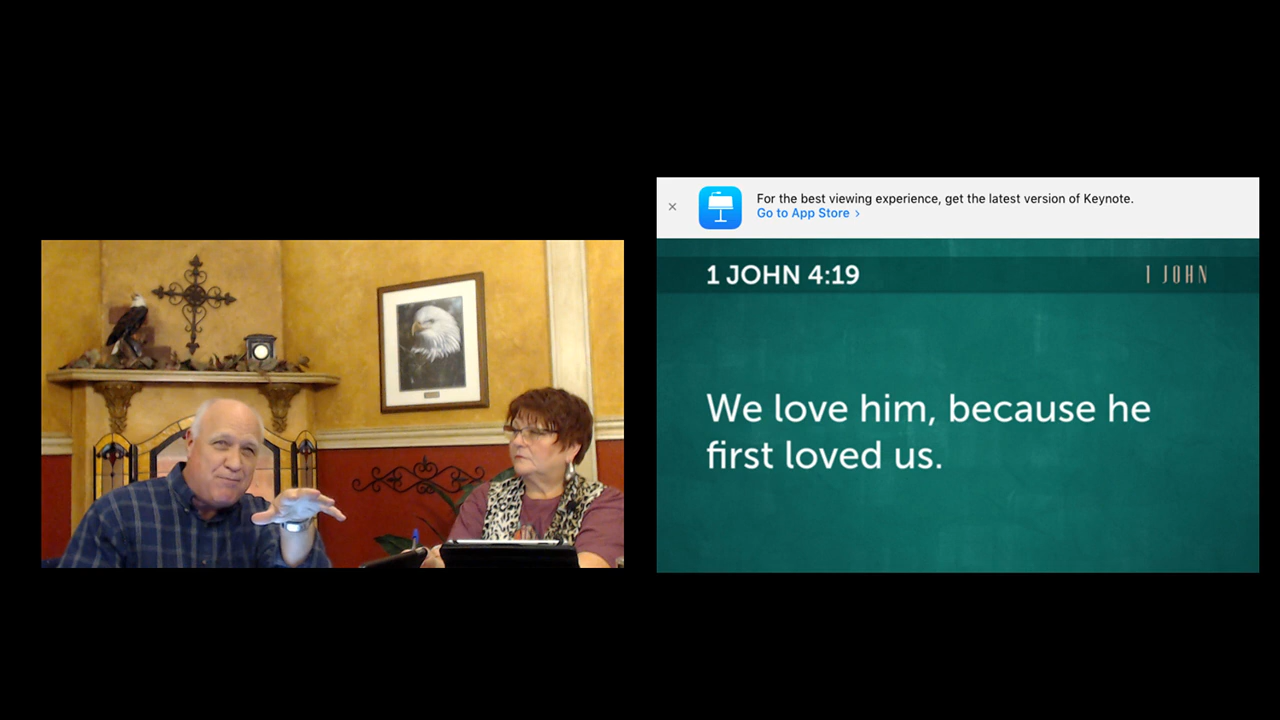 For the best viewing experience, get the latest version of Keynote.
Go to App Store >
1 JOHN 4:19
1 JOHN
We love him, because he
first loved us.